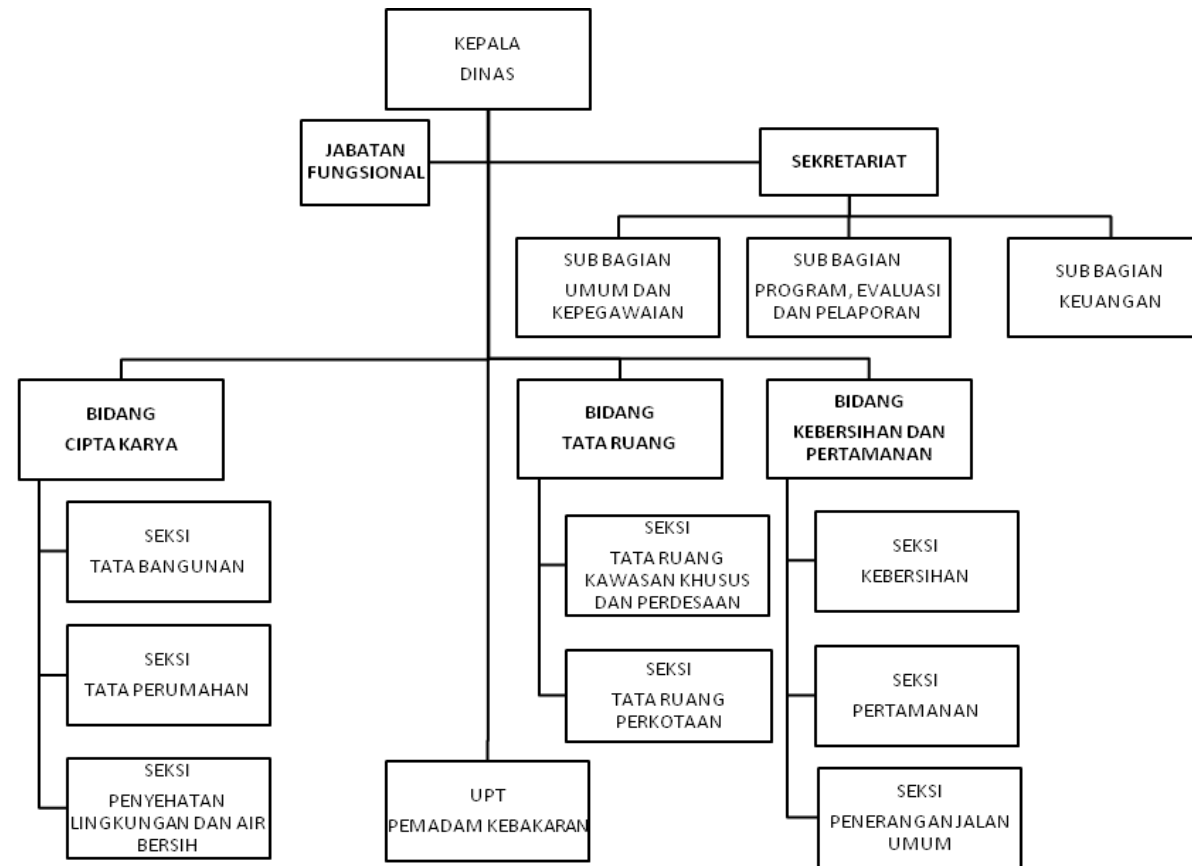 KEPALA
DINAS
JABATAN
FUNGSIONAL
SEKRETARIAT
SUB BAGIAN
UMUM DAN
KEPEGAWAIAN
SUB BAGIAN
PROGRAM, EVALUASI
DAN PELAPORAN
SUB BAGIAN
KEUANGAN
BIDANG
CIPTA KARYA
BIDANG
TATA RUANG
BIDANG
KEBERSIHAN DAN
PERTAMANAN
SEKSI
TATA BANGUNAN
SEKSI
TATA PERUMAHAN
SEKSI
PENYEHATAN
LINGKUNGAN DAN AIR
BERSIH
UPT
PEMADAM KEBAKARAN
SEKSI
TATA RUANG
KAWASAN KHUSUS
DAN PERDESAAN
SEKSI
TATA RUANG
PERKOTAAN
SEKSI
KEBERSIHAN
SEKSI
PERTAMANAN
SEKSI
PENERANGAN JALAN
UMUM